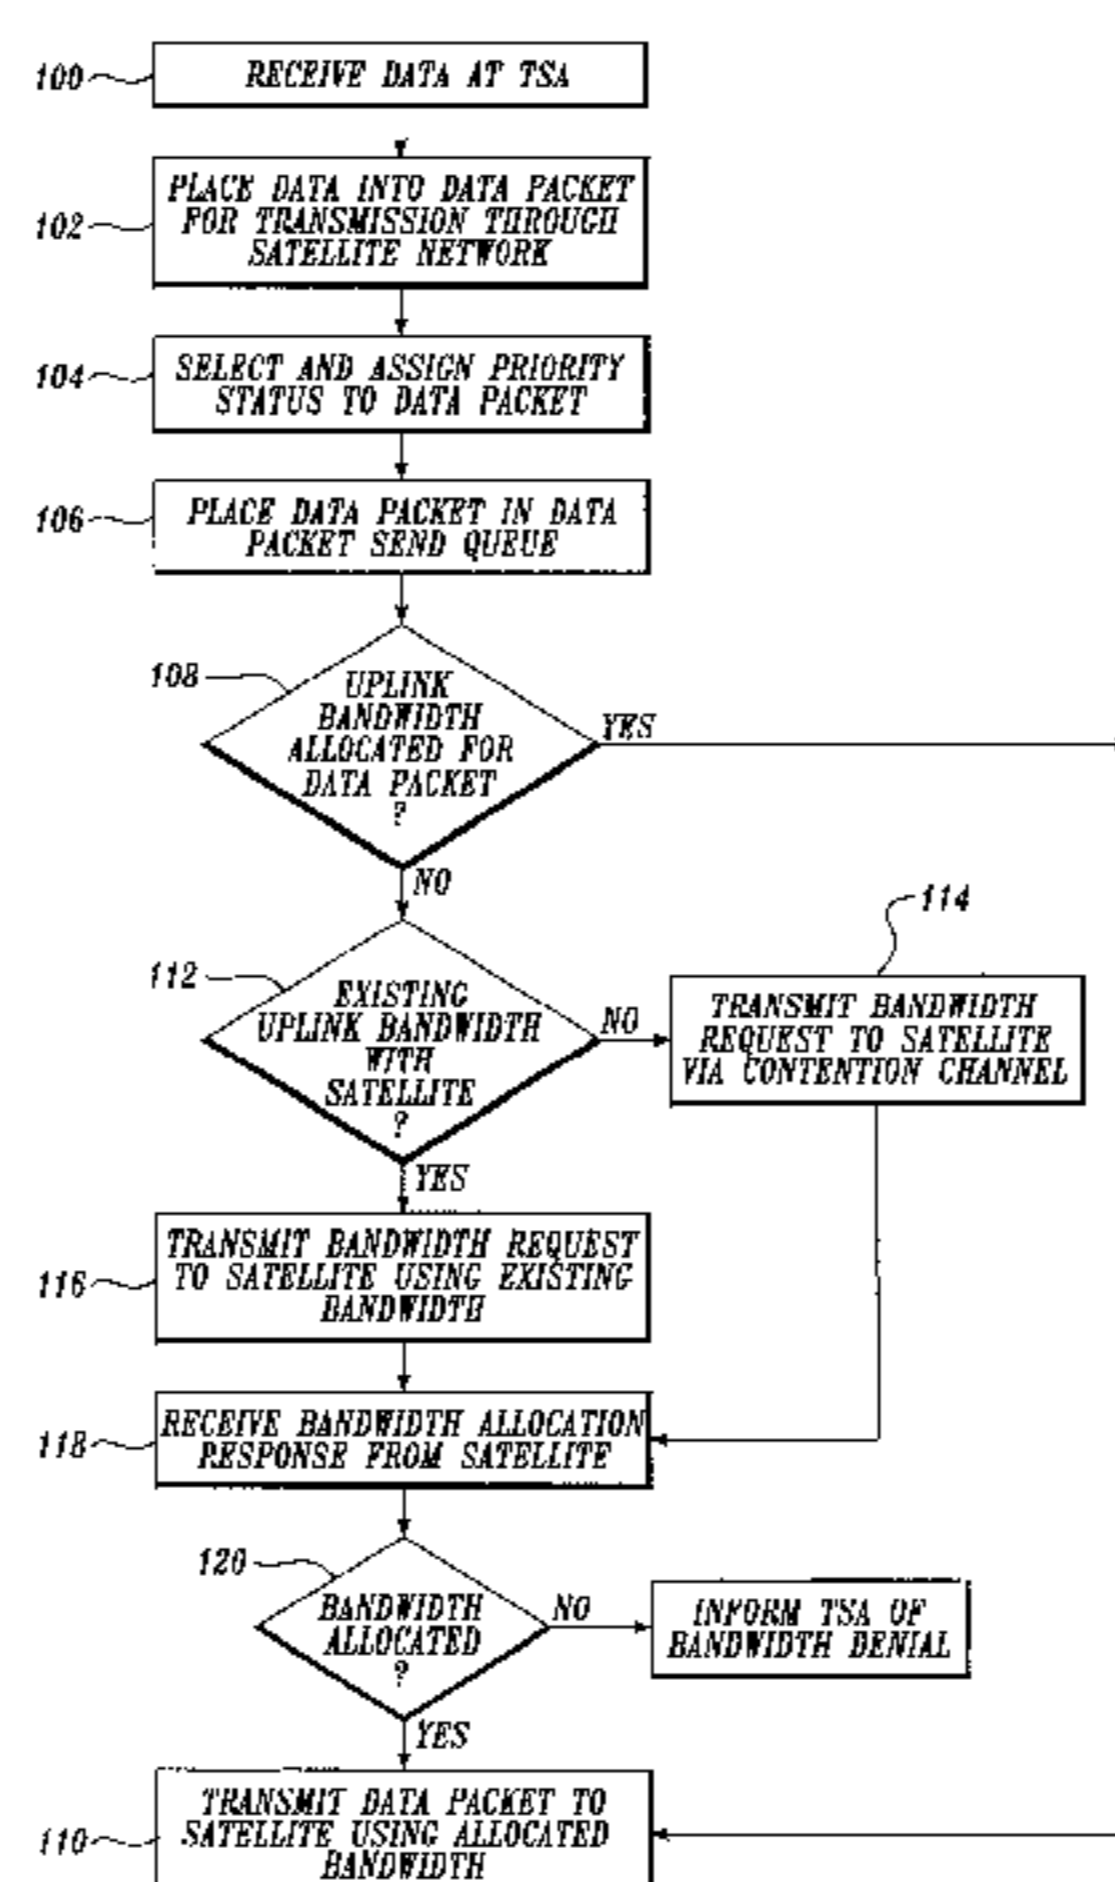 100
RECEIVE DATA AT TSA
102
PLACE DATA INTO DATA PACKET
FOR TRANSMISSION THROUGH
SATELLITE NETWORK
104
SELECT AND ASSIGN PRIORITY
STATUS TO DATA PACKET
106
PLACE DATA PACKET IN DATA
PACKET SEND QUEUE
108
UPLINK
BANDWIDTH
ALLOCATED FOR
DATA PACKET
?
YES
NO
112
EXISTING
UPLINK BANDWIDTH
WITH
SATELLITE
?
NO
114
TRANSMIT BANDWIDTH
REQUEST TO SATELLITE
VIA CONTENTION CHANNEL
YES
116
TRANSMIT BANDWIDTH REQUEST
TO SATELLITE USING EXISTING
BANDWIDTH
118
RECEIVE BANDWIDTH ALLOCATION
RESPONSE FROM SATELLITE
120
BANDWIDTH
ALLOCATED
?
NO
INFORM TSA OF
BANDWIDTH DENIAL
YES
110
TRANSMIT DATA PACKET TO
SATELLITE USING ALLOCATED
BANDWIDTH